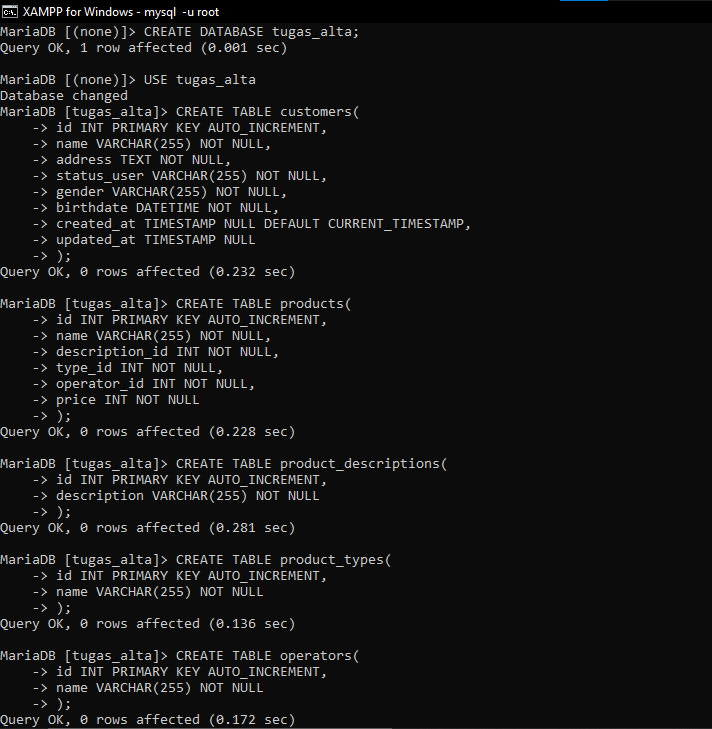 XAMPP for Windows - mysql -u root
MariaDB [(none)]> CREATE DATABASE tugas_alta;
Query OK, 1 row affected (0.001 sec)
MariaDB [(none)]> USE tugas_alta
Database changed
MariaDB [tugas_alta]> CREATE TABLE customers(
    -> id INT PRIMARY KEY AUTO_INCREMENT,
    -> name VARCHAR(255) NOT NULL,
    -> address TEXT NOT NULL,
    -> status_user VARCHAR(255) NOT NULL,
    -> gender VARCHAR(255) NOT NULL,
    -> birthdate DATETIME NOT NULL,
    -> created_at TIMESTAMP NULL DEFAULT CURRENT_TIMESTAMP,
    -> updated_at TIMESTAMP NULL
    -> );
Query OK, 0 rows affected (0.232 sec)
MariaDB [tugas_alta]> CREATE TABLE products(
    -> id INT PRIMARY KEY AUTO_INCREMENT,
    -> name VARCHAR(255) NOT NULL,
    -> description_id INT NOT NULL,
    -> type_id INT NOT NULL,
    -> operator_id INT NOT NULL,
    -> price INT NOT NULL
    -> );
Query OK, 0 rows affected (0.228 sec)
MariaDB [tugas_alta]> CREATE TABLE product_descriptions(
    -> id INT PRIMARY KEY AUTO_INCREMENT,
    -> description VARCHAR(255) NOT NULL
    -> );
Query OK, 0 rows affected (0.281 sec)
MariaDB [tugas_alta]> CREATE TABLE product_types(
    -> id INT PRIMARY KEY AUTO_INCREMENT,
    -> name VARCHAR(255) NOT NULL
    -> );
Query OK, 0 rows affected (0.136 sec)
MariaDB [tugas_alta]> CREATE TABLE operators(
    -> id INT PRIMARY KEY AUTO_INCREMENT,
    -> name VARCHAR(255) NOT NULL
    -> );
Query OK, 0 rows affected (0.172 sec)